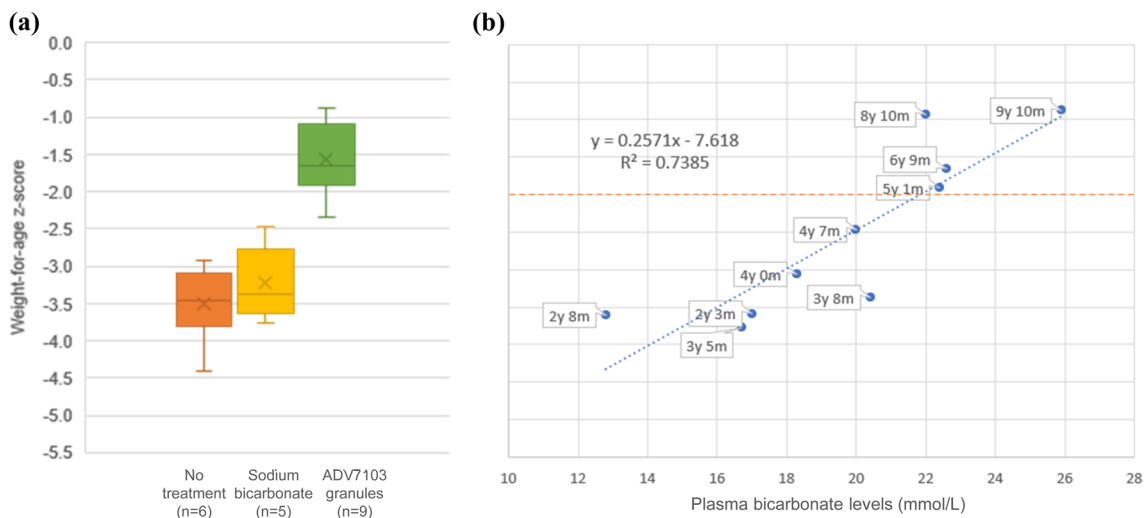 (a)
(b)
Weight-for-age z-score
0.0
-0.5
-1.0
-1.5
-2.0
-2.5
-3.0
-3.5
-4.0
-4.5
-5.0
-5.5
No
treatment
(n=6)
Sodium
bicarbonate
(n=5)
ADV7103
granules
(n=9)
y = 0.2571x - 7.618
R² = 0.7385
8y 10m
9y 10m
6y 9m
5y 1m
4y 7m
4y 0m
3y 8m
2y 8m
2y 3m
3y 5m
10
12
14
16
18
20
22
24
26
28
Plasma bicarbonate levels (mmol/L)